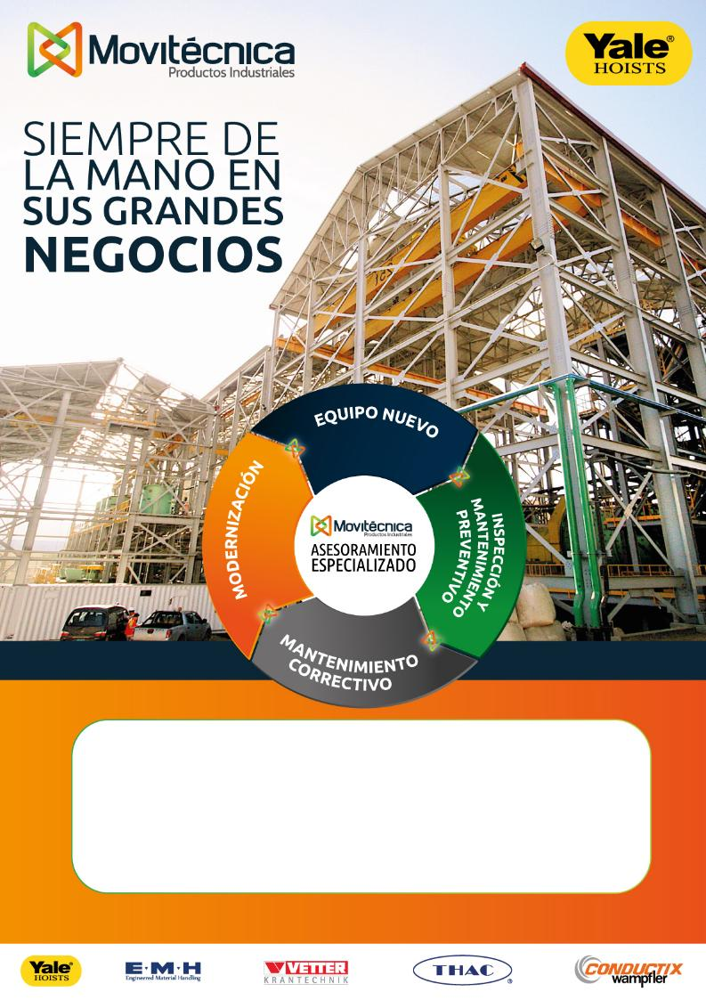 Movitécnica
Productos Industriales
Yale®
HOISTS
SIEMPRE DE
LA MANO EN
SUS GRANDES
NEGOCIOS
EQUIPO NUEVO
MODERNIZACIÓN
INSPECCIÓN Y
MANTENIMIENTO
PREVENTIVO
Movitécnica
Productos Industriales
ASESORAMIENTO
ESPECIALIZADO
MANTENIMIENTO
CORRECTIVO
Yale®
HOISTS
E·M·H
Engineered Material Handling
VETTER
KRANTECHNIK
THAC®
CONDUCTIX
wampfler